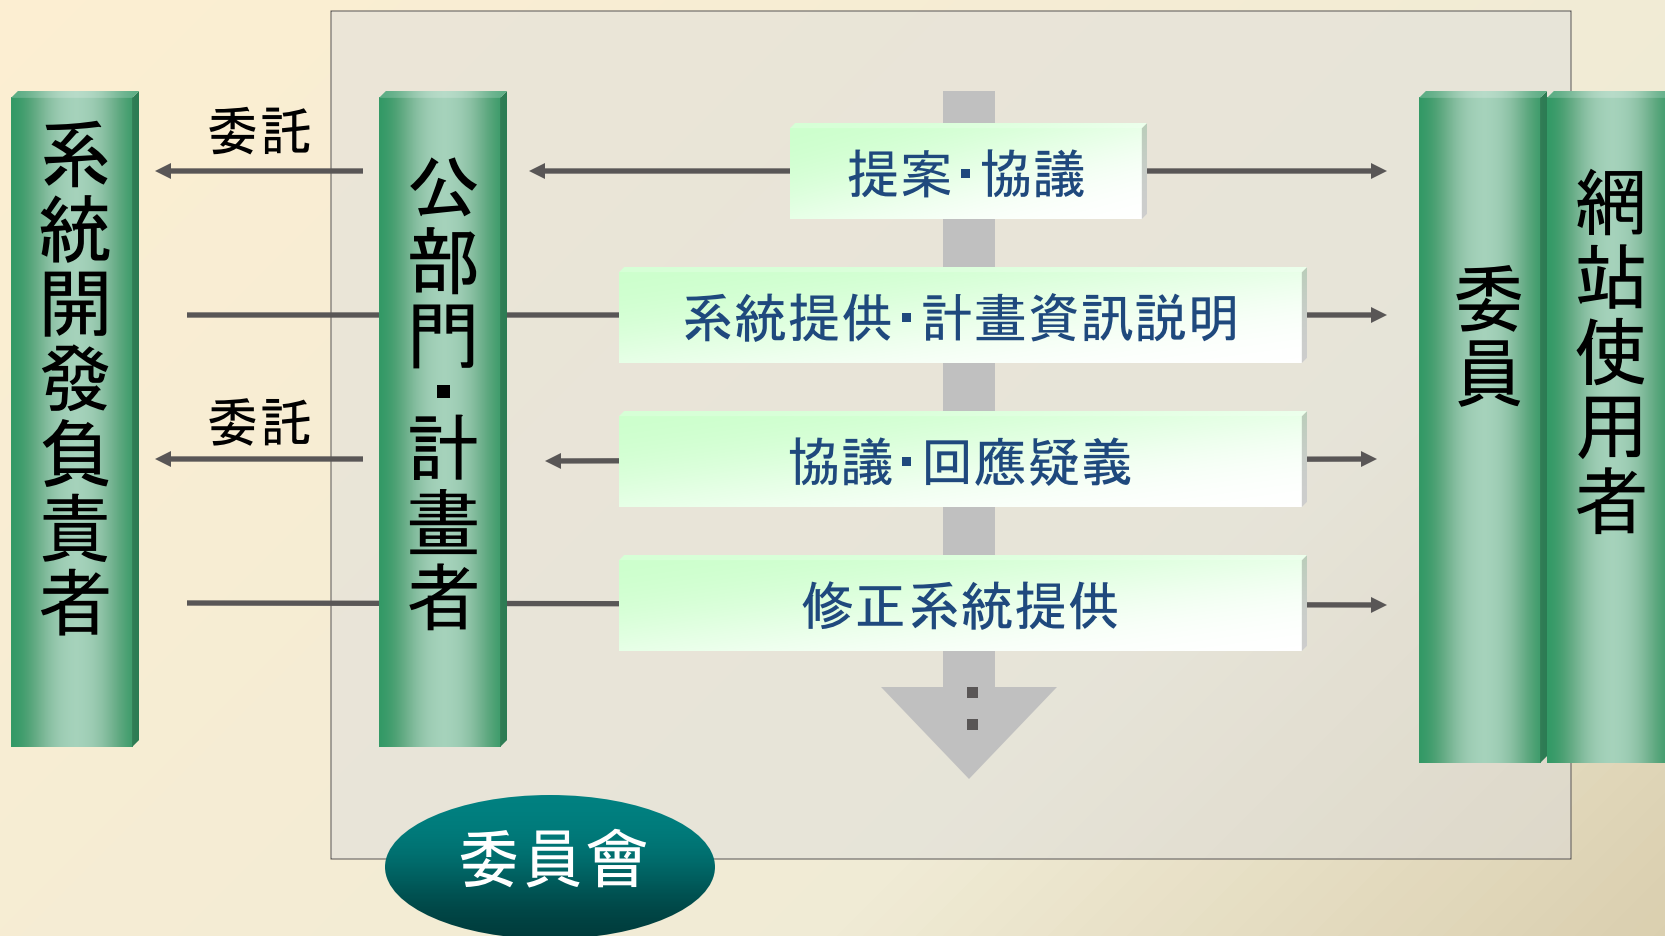 系統開發負責者
委託
委託
公部門･計畫者
提案･協議
系統提供･計畫資訊説明
協議･回應疑義
修正系統提供
：
委員
網站使用者
委員會